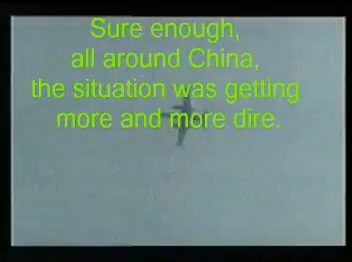 Sure enough,
all around China,
the situation was getting
more and more dire.